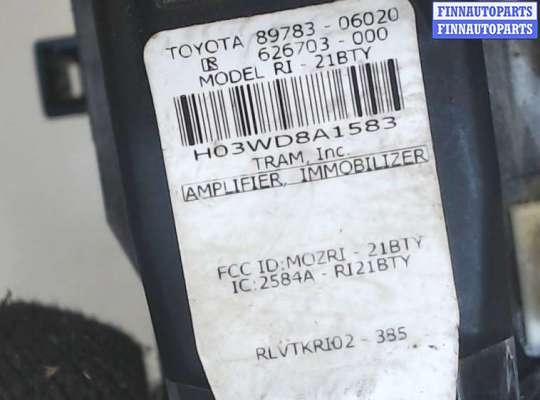 FINNAUTOPARTS
FINNAUTOPARTS
TOYOTA 89783 - 06020
626703 - 000
MODEL RI - 21BTY
H03WD8A1583
TRAM, Inc.
AMPLIFIER, IMMOBILIZER
FCC ID:MOZRI - 21BTY
IC:2584A - RI21BTY
RLVTKRI02 - 385